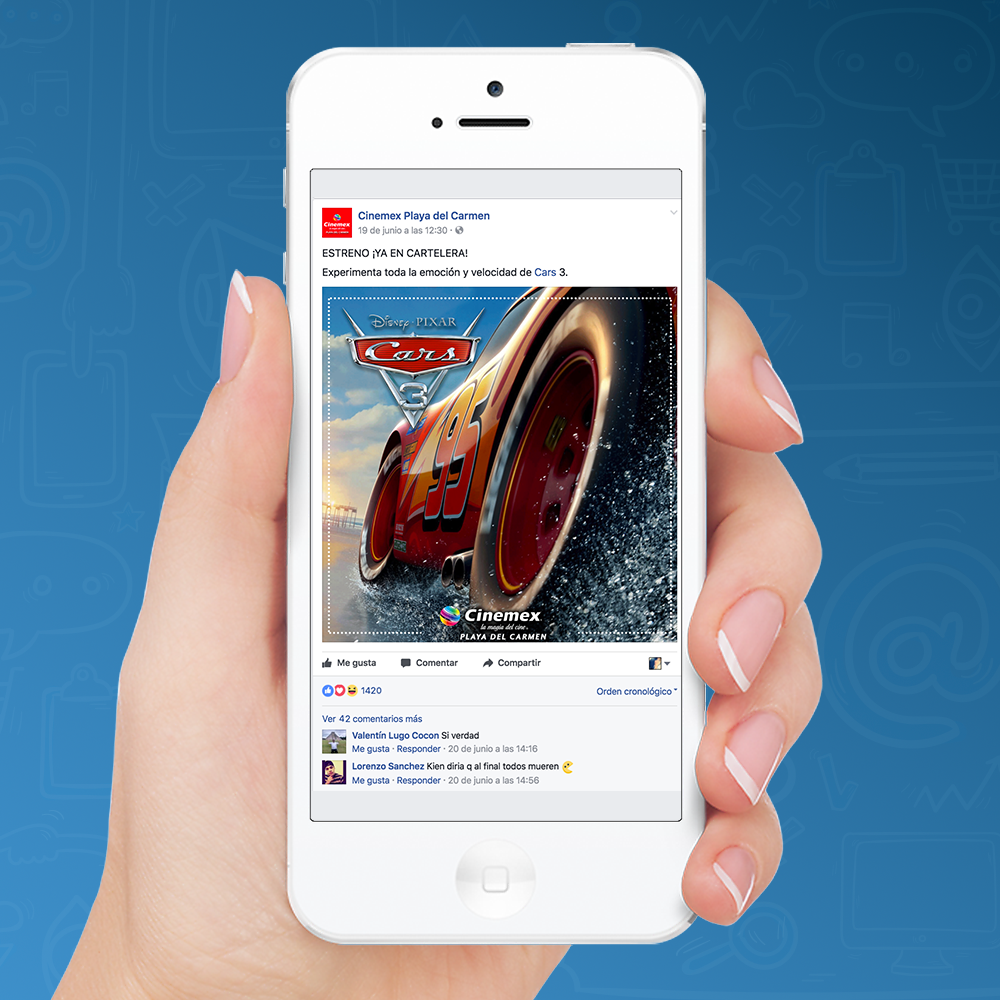 Cinemex
Cinemex Playa del Carmen
19 de junio a las 12:30 ·
ESTRENO ¡YA EN CARTELERA!
Experimenta toda la emoción y velocidad de Cars 3.
Disney · PIXAR
Cars
3
95
Cinemex
la magia del cine
PLAYA DEL CARMEN
Me gusta Comentar Compartir
1420 Orden cronológico
Ver 42 comentarios más
Valentín Lugo Cocon Si verdad
Me gusta · Responder · 20 de junio a las 14:16
Lorenzo Sanchez Kien diria q al final todos mueren
Me gusta · Responder · 20 de junio a las 14:56